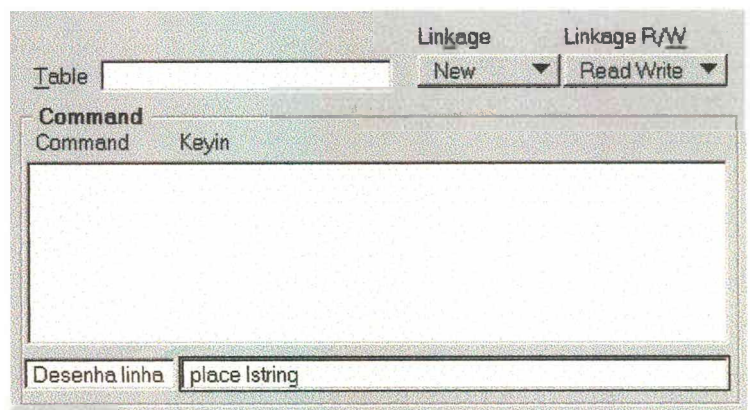 Linkage Linkage R/W
Table New Read Write
Command
Command Keyin
Desenha linha place lstring